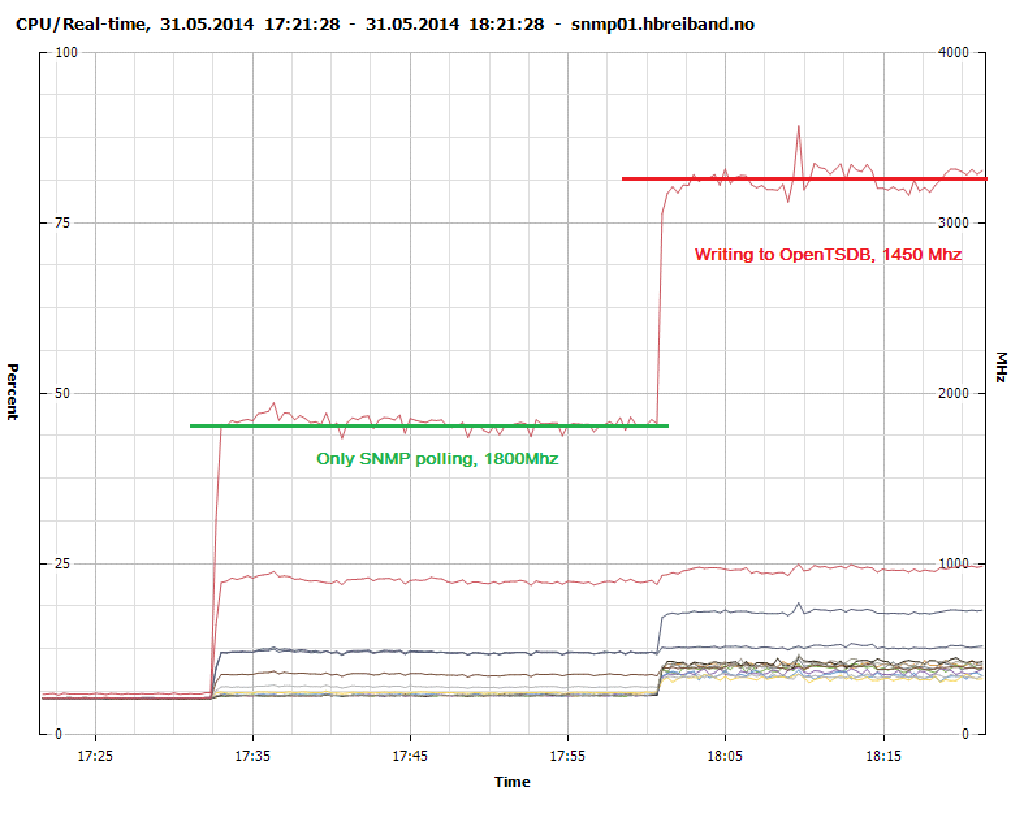 CPU/Real-time, 31.05.2014 17:21:28 - 31.05.2014 18:21:28 - snmp01.hbreiband.no
100
4000
75
3000
Writing to OpenTSDB, 1450 Mhz
Percent
MHz
50
2000
Only SNMP polling, 1800Mhz
25
1000
0
0
17:25
17:35
17:45
17:55
18:05
18:15
Time